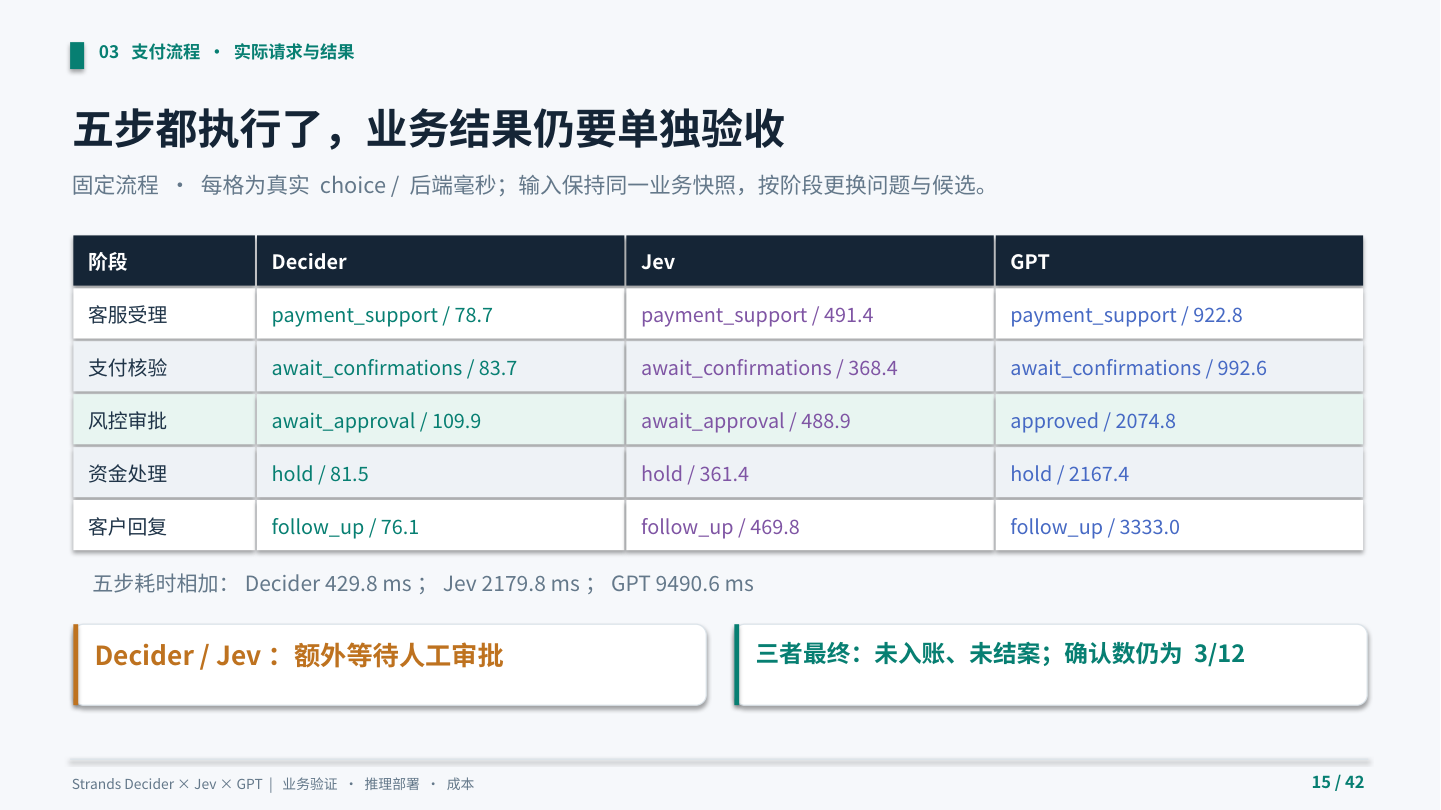 03 支付流程 · 实际请求与结果
五步都执行了，业务结果仍要单独验收
固定流程 · 每格为真实 choice / 后端毫秒；输入保持同一业务快照，按阶段更换问题与候选。
阶段 Decider Jev GPT
客服受理 payment_support / 78.7 payment_support / 491.4 payment_support / 922.8
支付核验 await_confirmations / 83.7 await_confirmations / 368.4 await_confirmations / 992.6
风控审批 await_approval / 109.9 await_approval / 488.9 approved / 2074.8
资金处理 hold / 81.5 hold / 361.4 hold / 2167.4
客户回复 follow_up / 76.1 follow_up / 469.8 follow_up / 3333.0
五步耗时相加： Decider 429.8 ms； Jev 2179.8 ms； GPT 9490.6 ms
Decider / Jev： 额外等待人工审批
三者最终：未入账、未结案；确认数仍为 3/12
Strands Decider × Jev × GPT | 业务验证 · 推理部署 · 成本
15 / 42